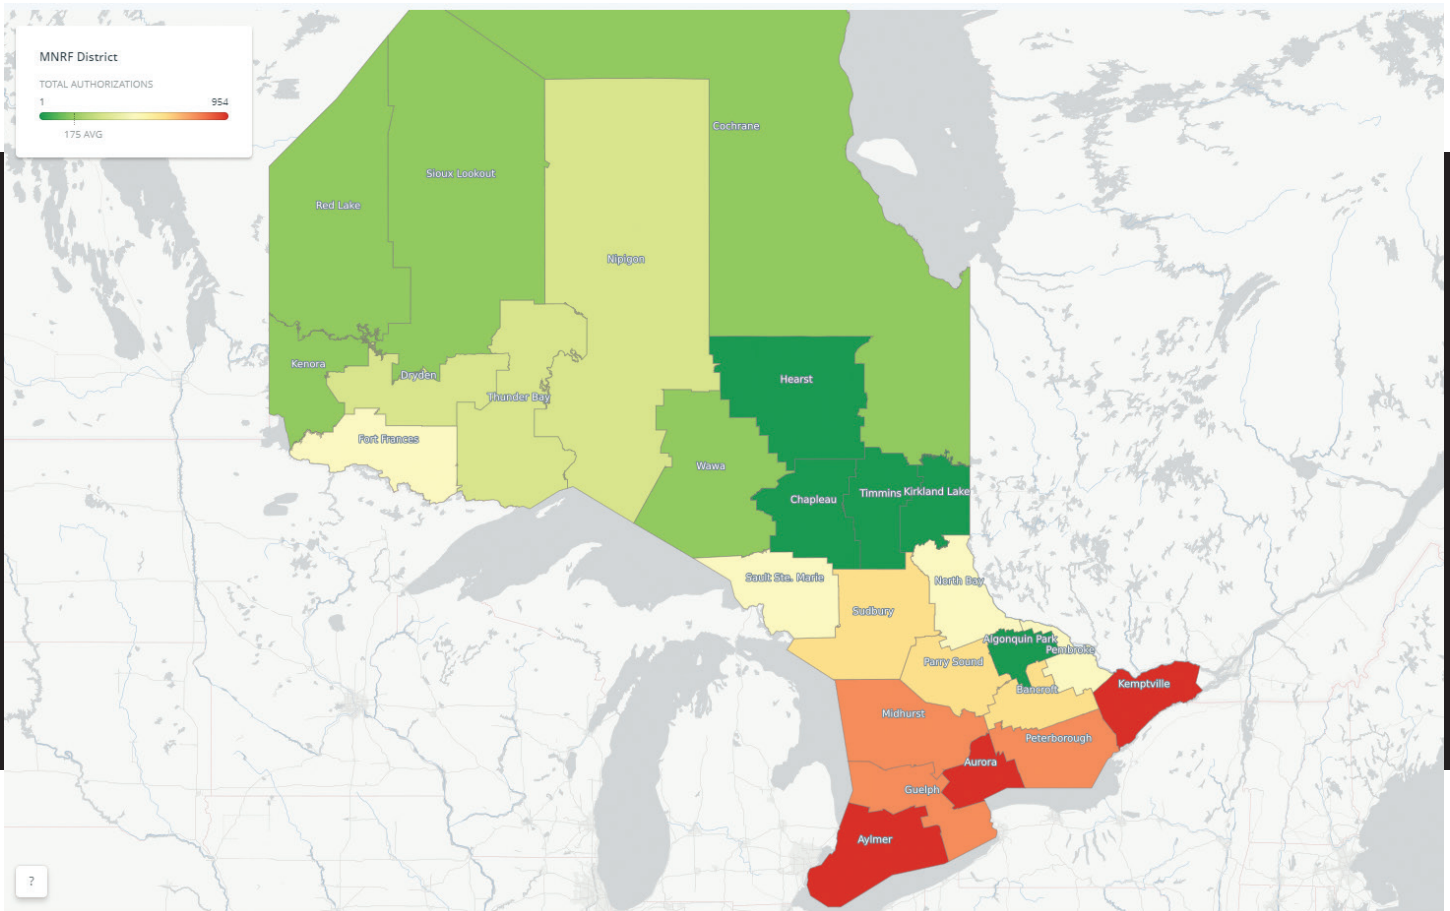 MNRF District
TOTAL AUTHORIZATIONS
1 954
175 AVG
Cochrane
Sioux Lookout
Red Lake
Nipigon
Kenora
Dryden
Hearst
Thunder Bay
Fort Frances
Wawa
Chapleau
Timmins
Kirkland Lake
Sault Ste. Marie
North Bay
Sudbury
Algonquin Park
Pembroke
Parry Sound
Kemptville
Bancroft
Midhurst
Peterborough
Aurora
Guelph
Aylmer
?